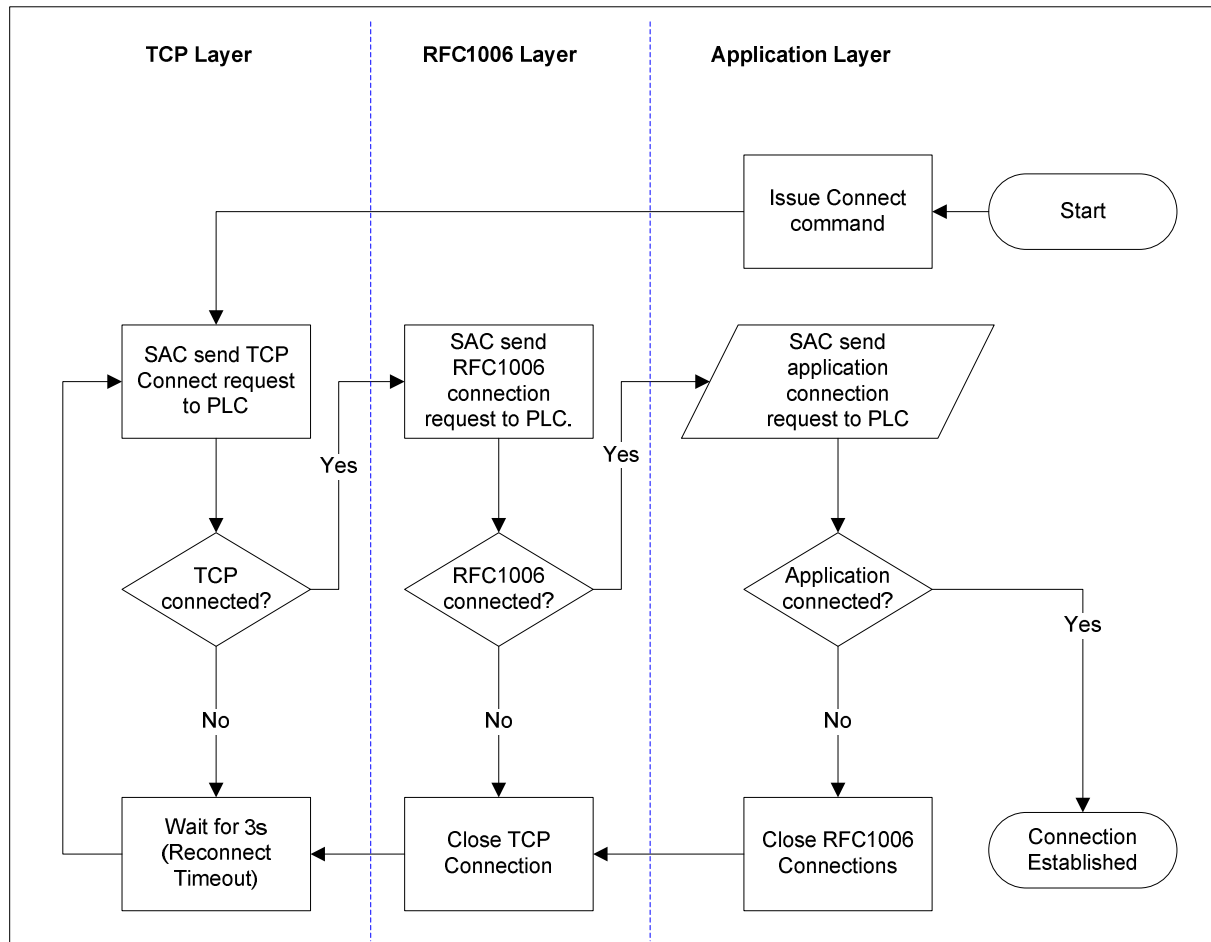 TCP Layer
RFC1006 Layer
Application Layer
Issue Connect
command
Start
SAC send TCP
Connect request
to PLC
SAC send
RFC1006
connection
request to PLC.
SAC send
application
connection
request to PLC
Yes
Yes
TCP
connected?
RFC1006
connected?
Application
connected?
Yes
No
No
No
Wait for 3s
(Reconnect
Timeout)
Close TCP
Connection
Close RFC1006
Connections
Connection
Established